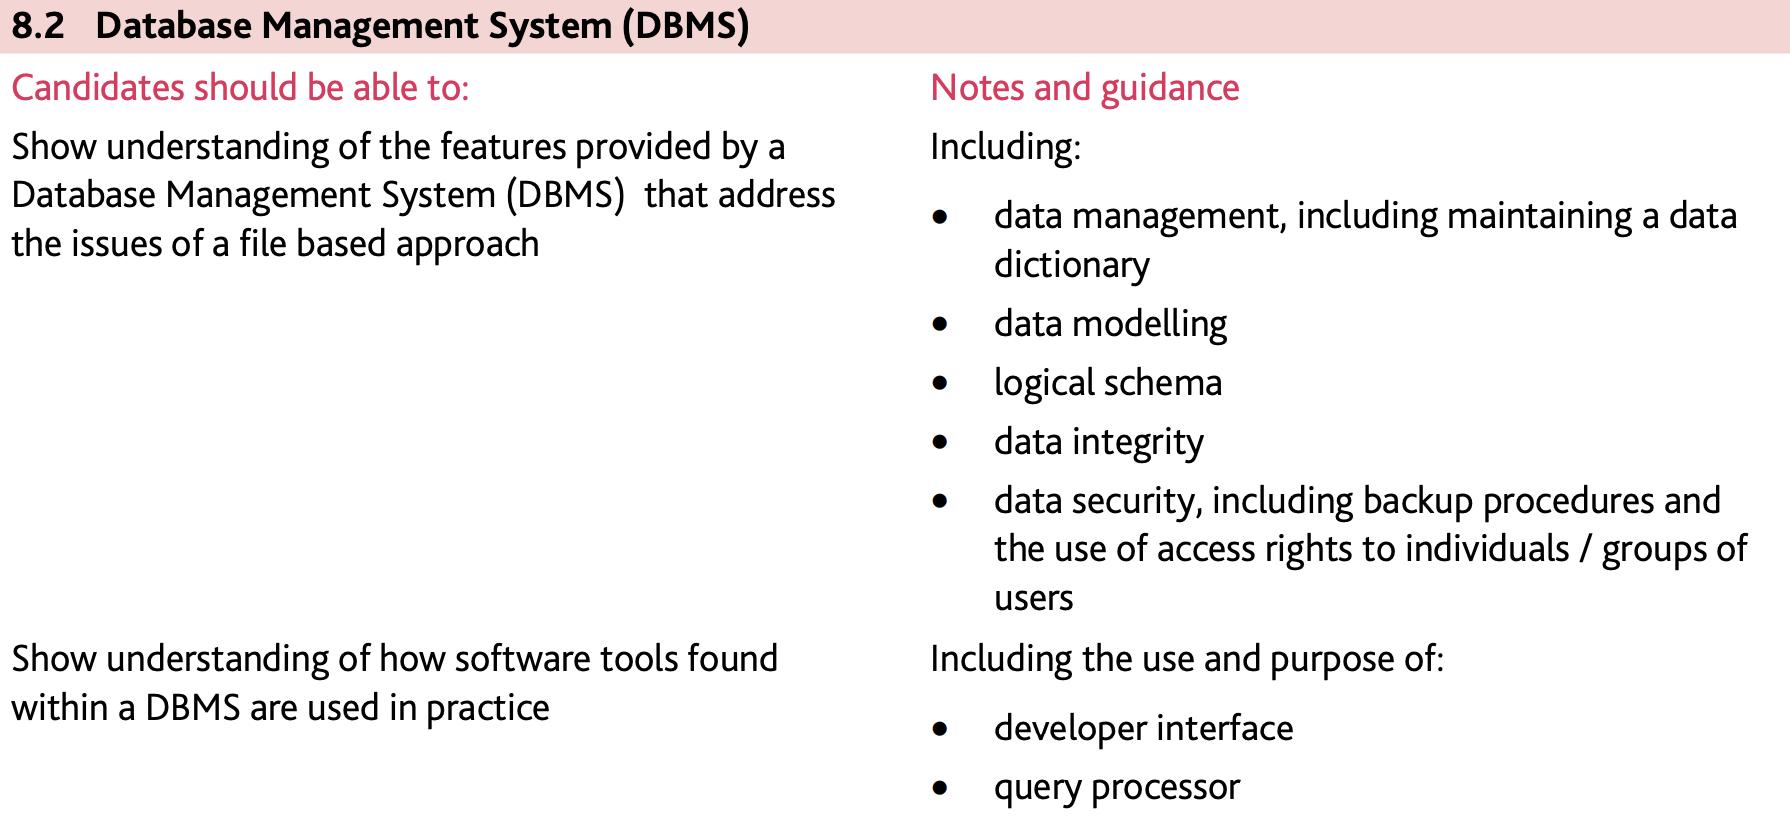 8.2 Database Management System (DBMS)
Candidates should be able to:
Notes and guidance
Show understanding of the features provided by a
Database Management System (DBMS) that address
the issues of a file based approach
Including:
• data management, including maintaining a data
dictionary
• data modelling
• logical schema
• data integrity
• data security, including backup procedures and
the use of access rights to individuals / groups of
users
Show understanding of how software tools found
within a DBMS are used in practice
Including the use and purpose of:
• developer interface
• query processor